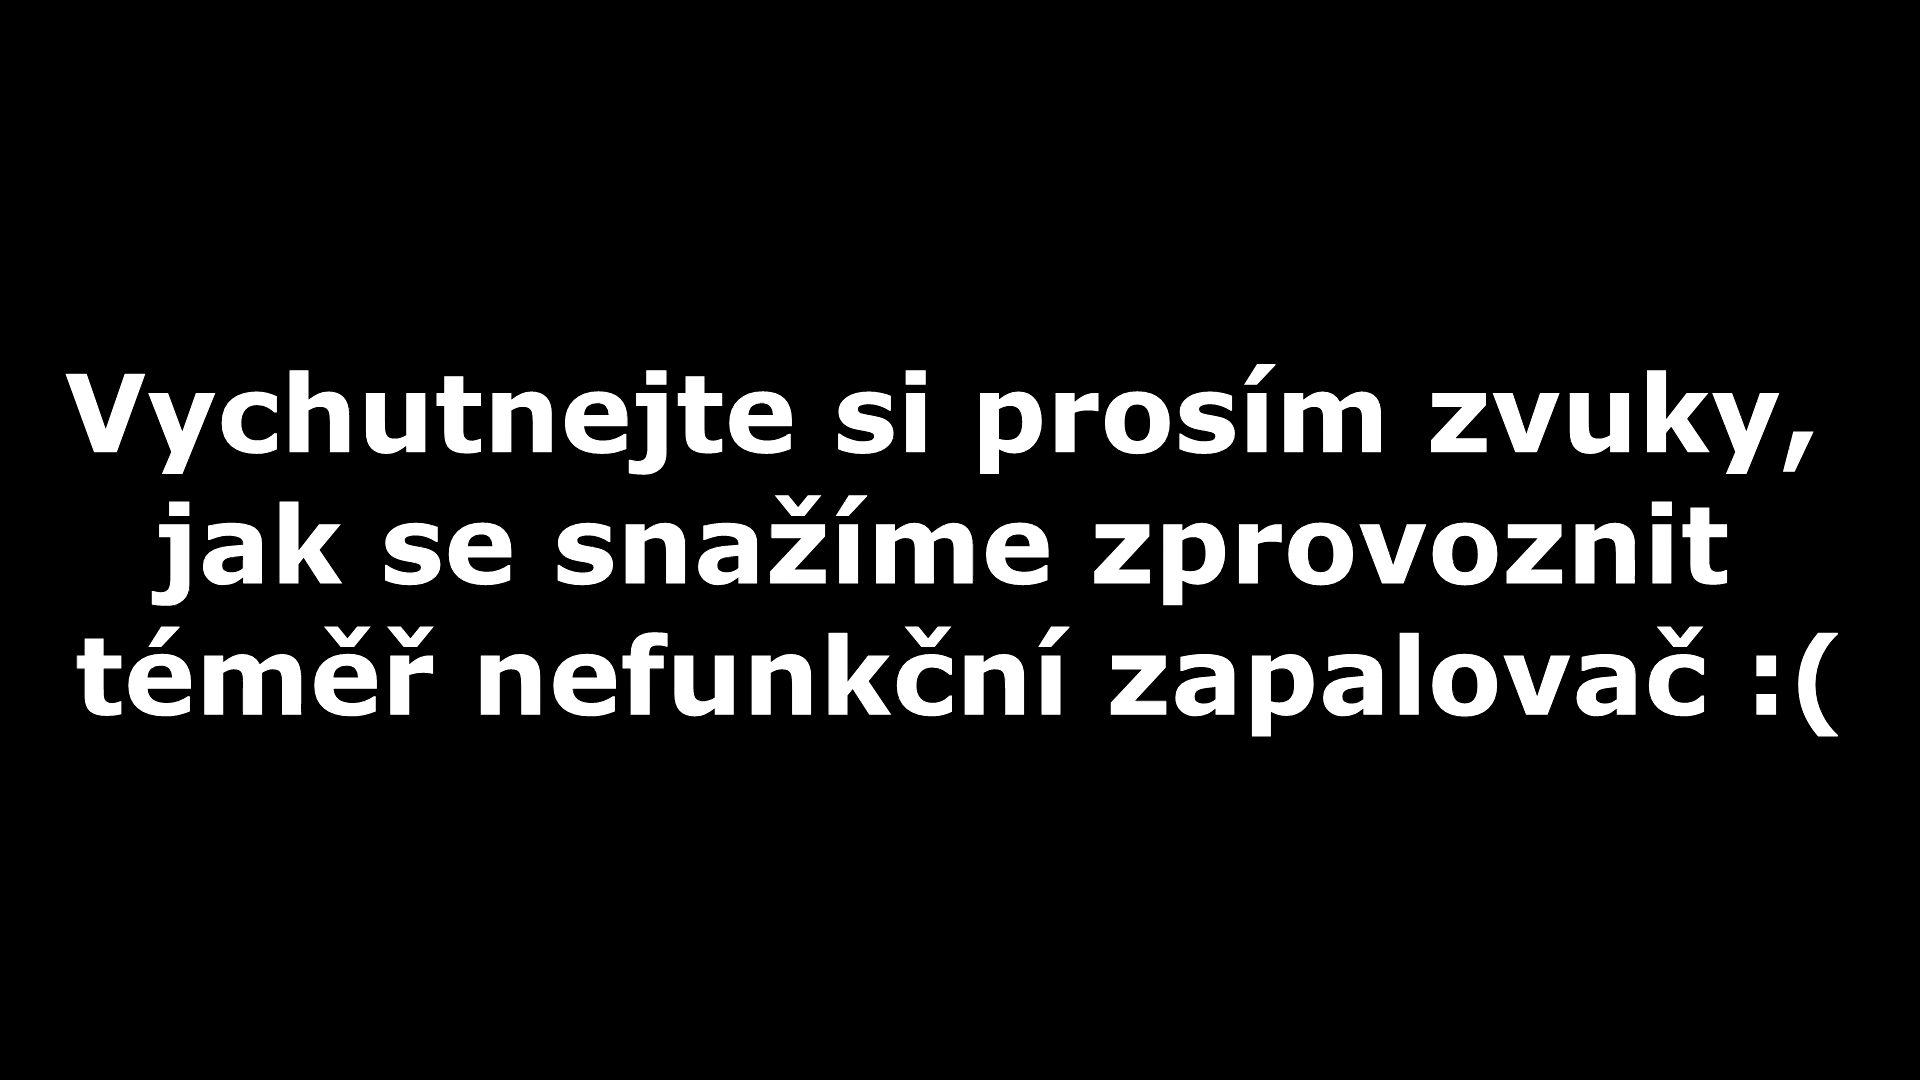 Vychutnejte si prosím zvuky,
jak se snažíme zprovoznit
téměř nefunkční zapalovač :(